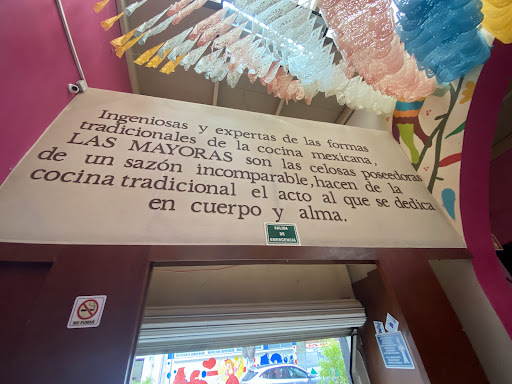 Ingeniosas y expertas de las formas
tradicionales de la cocina mexicana,
LAS MAYORAS son las celosas poseedoras
de un sazón incomparable, hacen de la
cocina tradicional el acto al que se dedica
en cuerpo y alma.
SALIDA
DE
EMERGENCIA
NO FUMAR